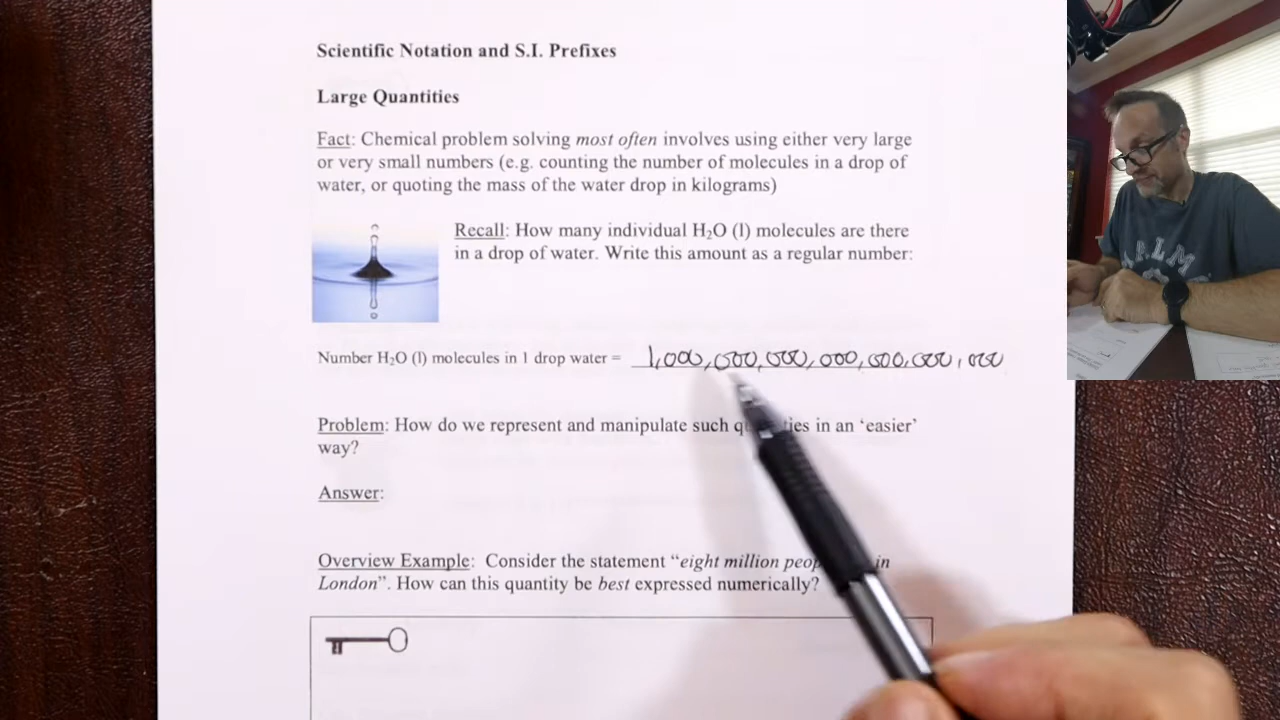 Scientific Notation and S.I. Prefixes
Large Quantities
Fact: Chemical problem solving most often involves using either very large
or very small numbers (e.g. counting the number of molecules in a drop of
water, or quoting the mass of the water drop in kilograms)
Recall: How many individual H₂O (l) molecules are there
in a drop of water. Write this amount as a regular number:
Number H₂O (l) molecules in 1 drop water = 1,000,000,000,000,000,000,000
Problem: How do we represent and manipulate such in an ‘easier’
way?
Answer:
Overview Example: Consider the statement “eight million in
London”. How can this quantity be best expressed numerically?